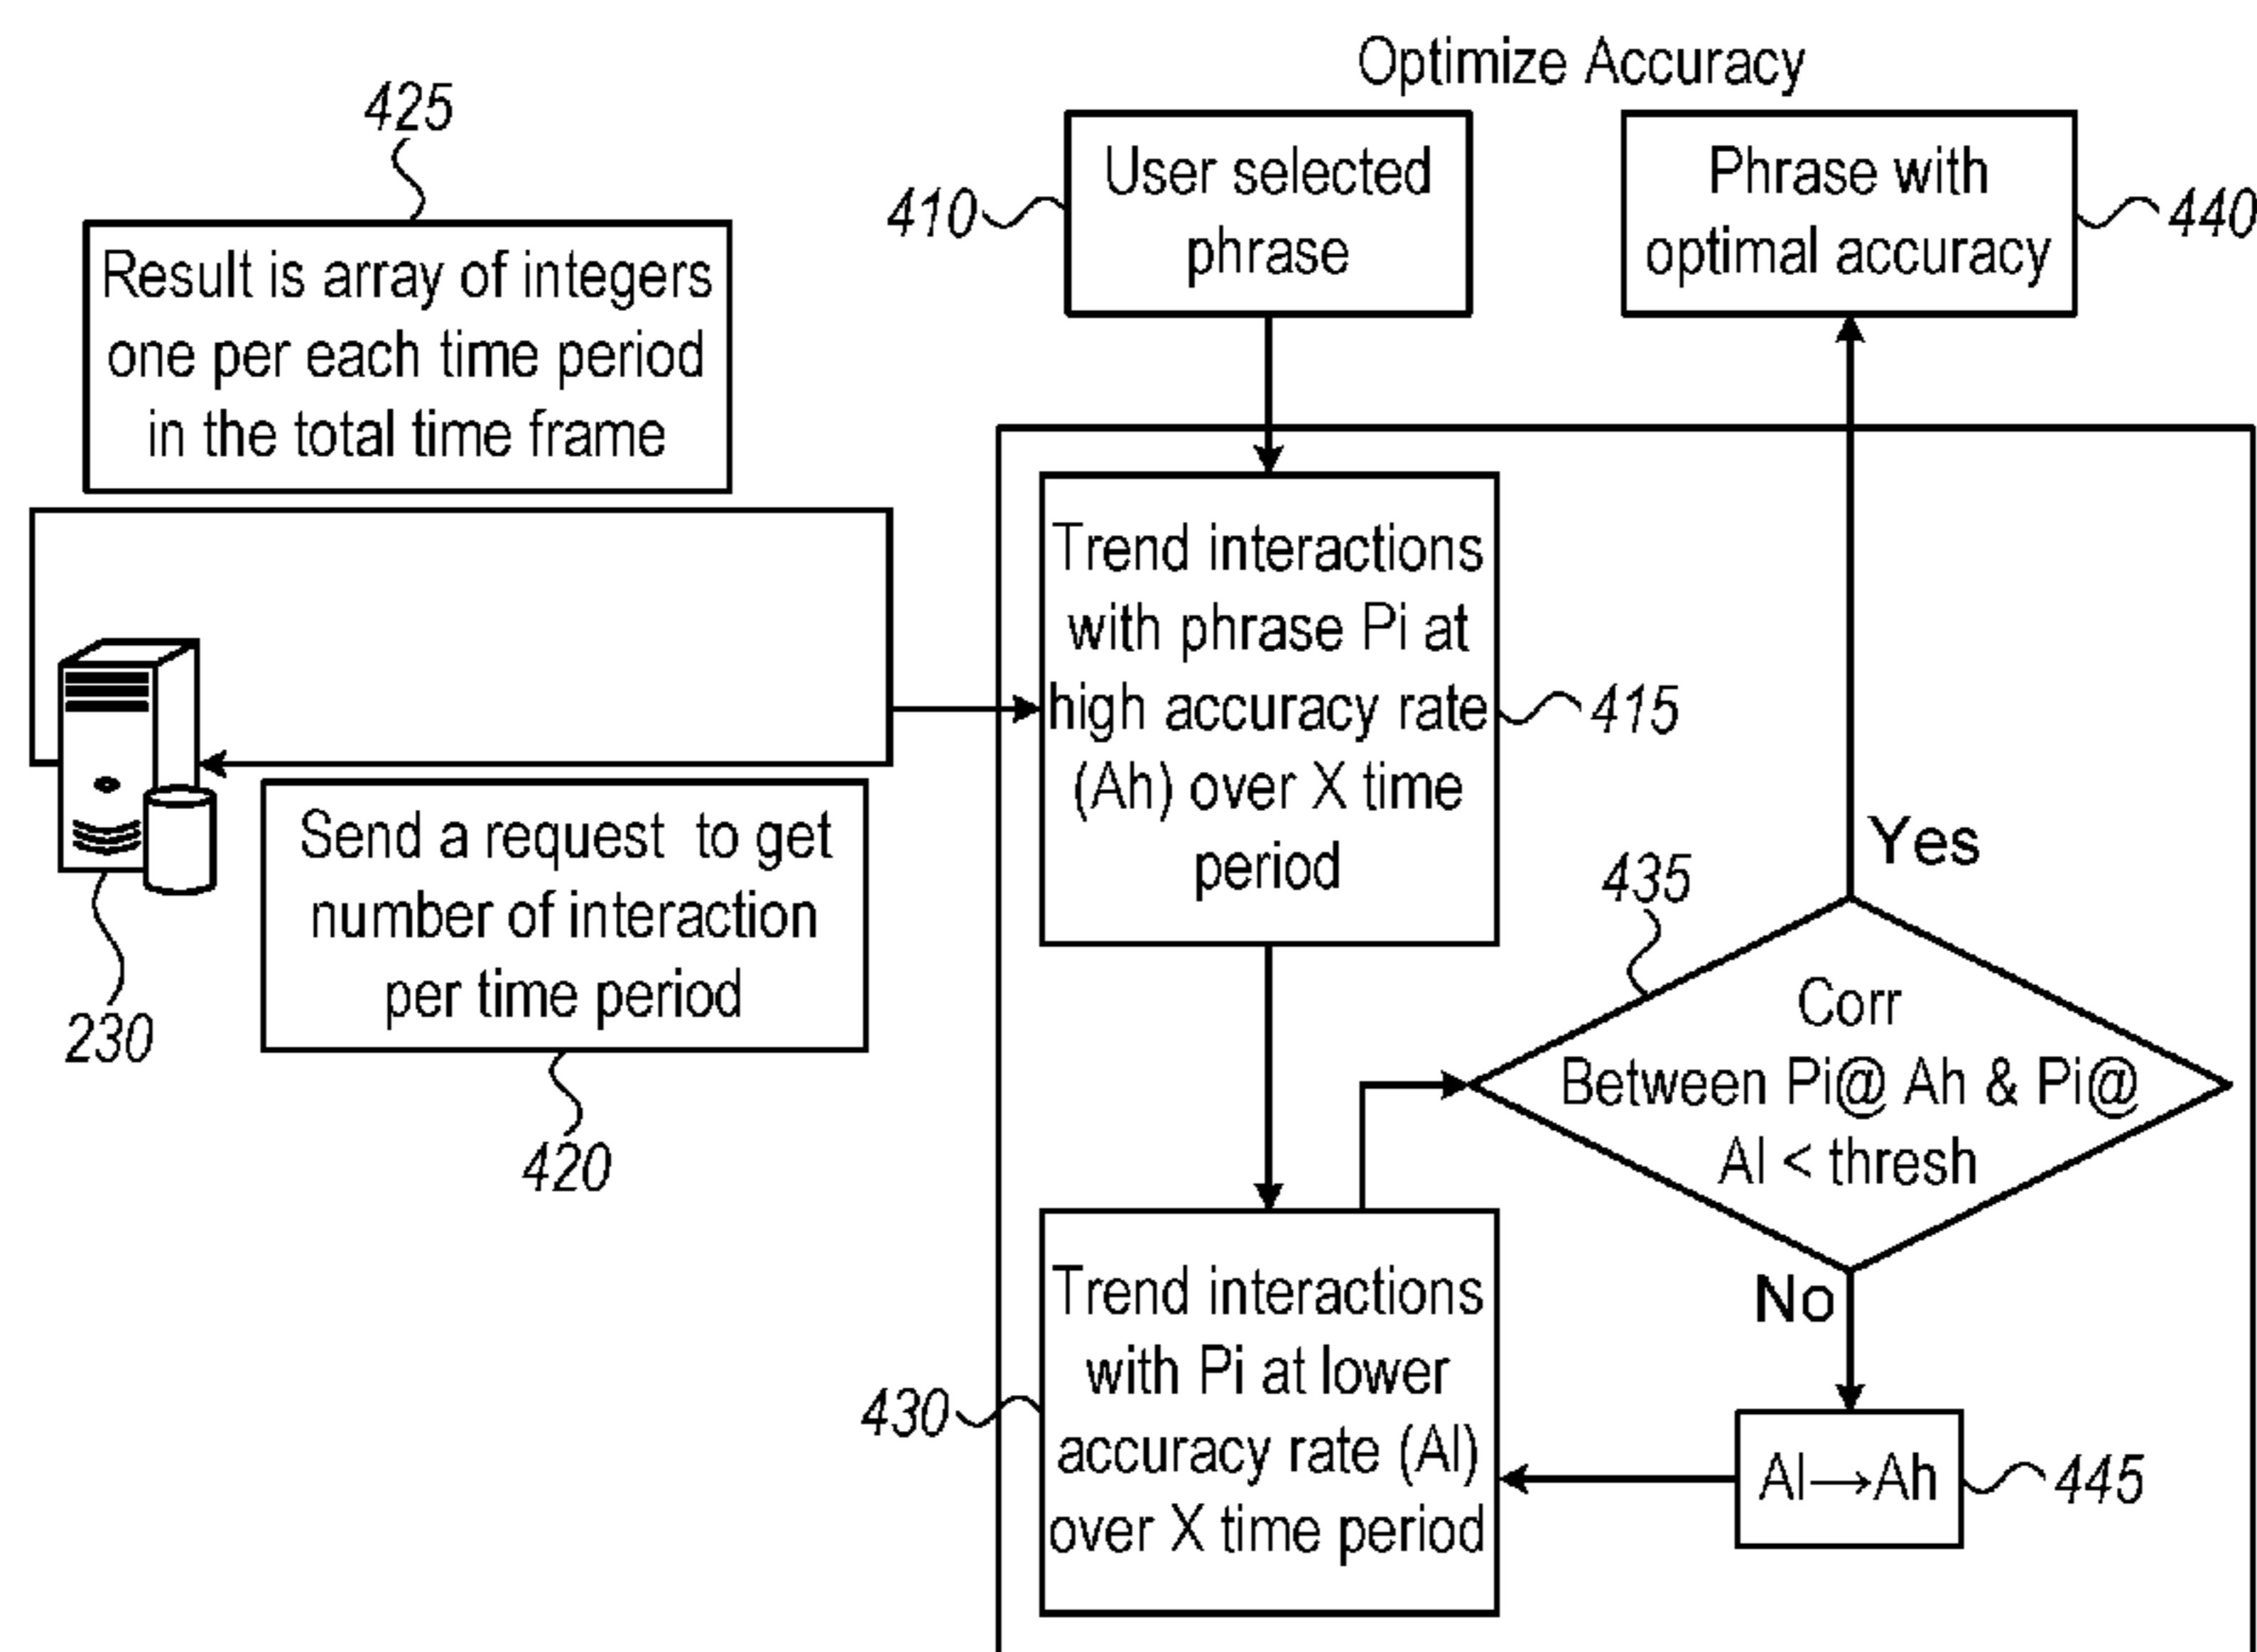 Optimize Accuracy
425
Result is array of integers
one per each time period
in the total time frame
410
User selected
phrase
Phrase with
optimal accuracy
440
Trend interactions
with phrase Pi at
high accuracy rate
(Ah) over X time
period
415
230
Send a request to get
number of interaction
per time period
420
Yes
435
Corr
Between Pi@ Ah & Pi@
Al < thresh
No
430
Trend interactions
with Pi at lower
accuracy rate (Al)
over X time period
Al→Ah
445